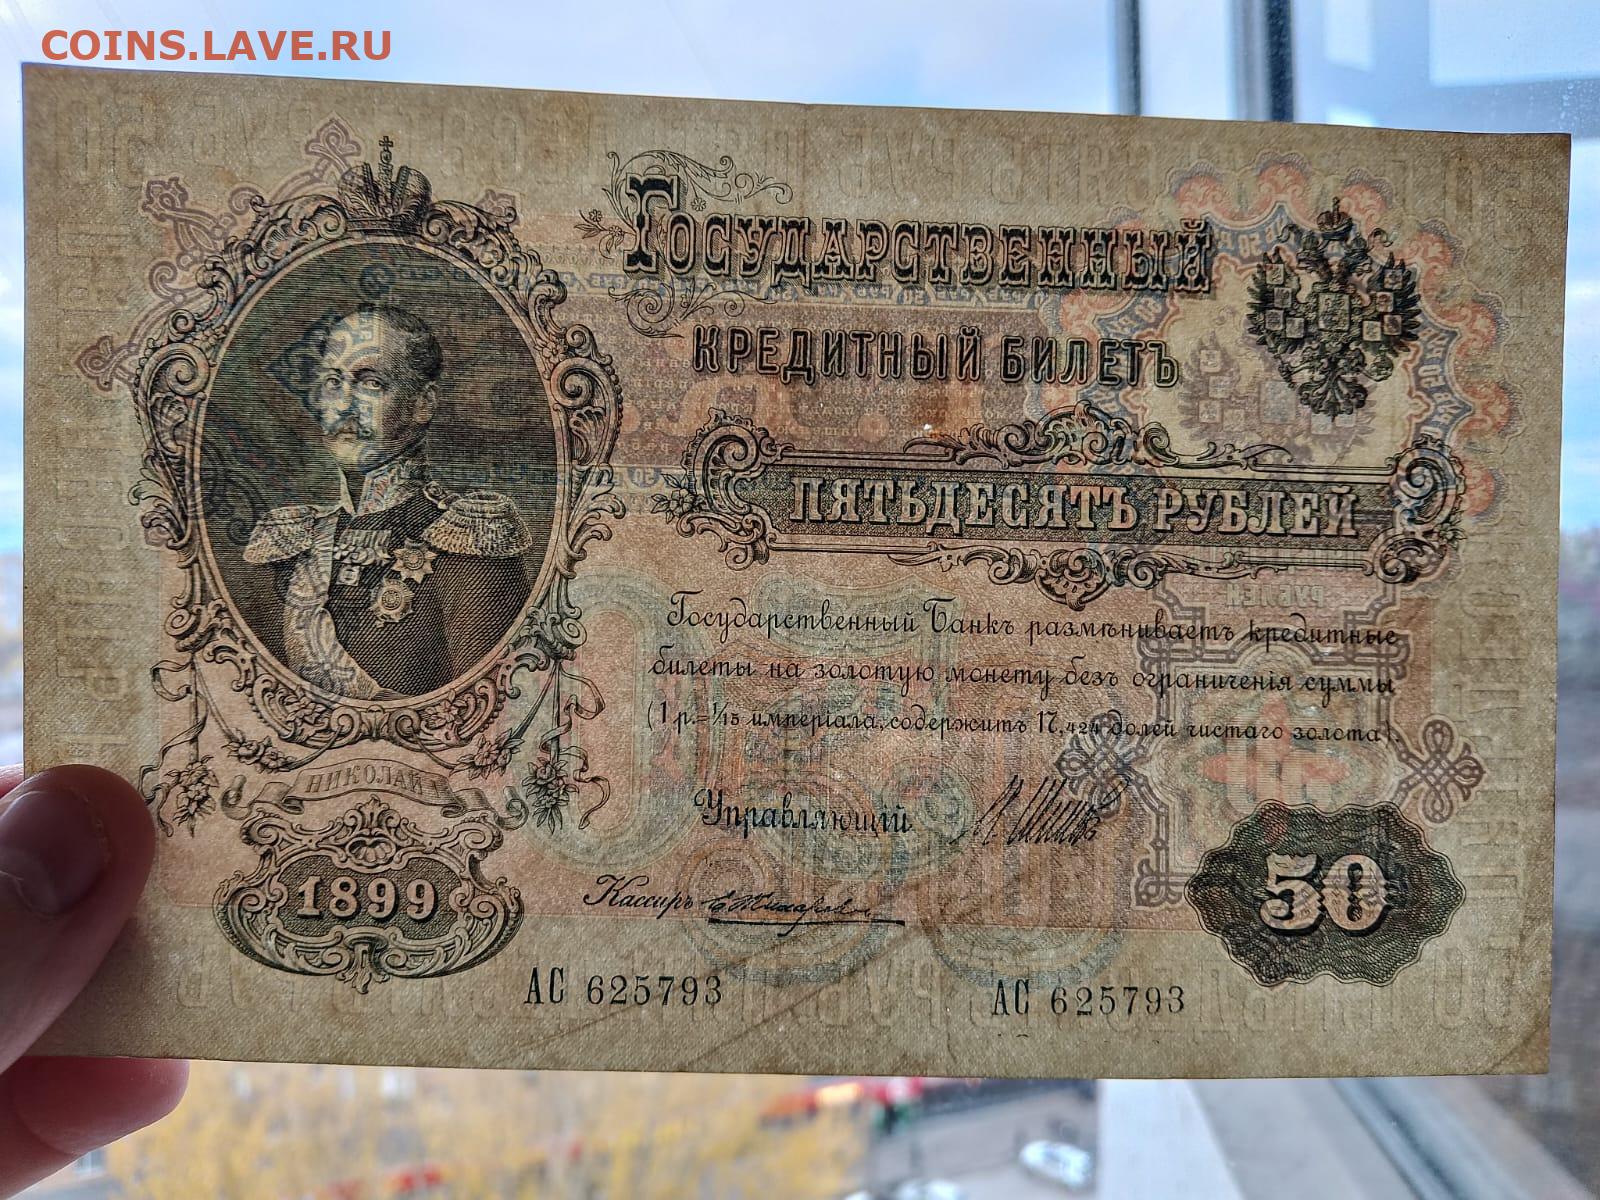 COINS.LAVE.RU
ГОСУДАРСТВЕННЫЙ
КРЕДИТНЫЙ БИЛЕТЪ
ПЯТЬДЕСЯТЪ РУБЛЕЙ
Государственный Банкъ размѣниваетъ кредитные
билеты на золотую монету безъ ограниченія суммы
(1 р.=1/15 имперіала, содержитъ 17,424 долей чистаго золота).
НИКОЛАЙ I
Управляющій
Кассиръ
1899
50
АС 625793
АС 625793